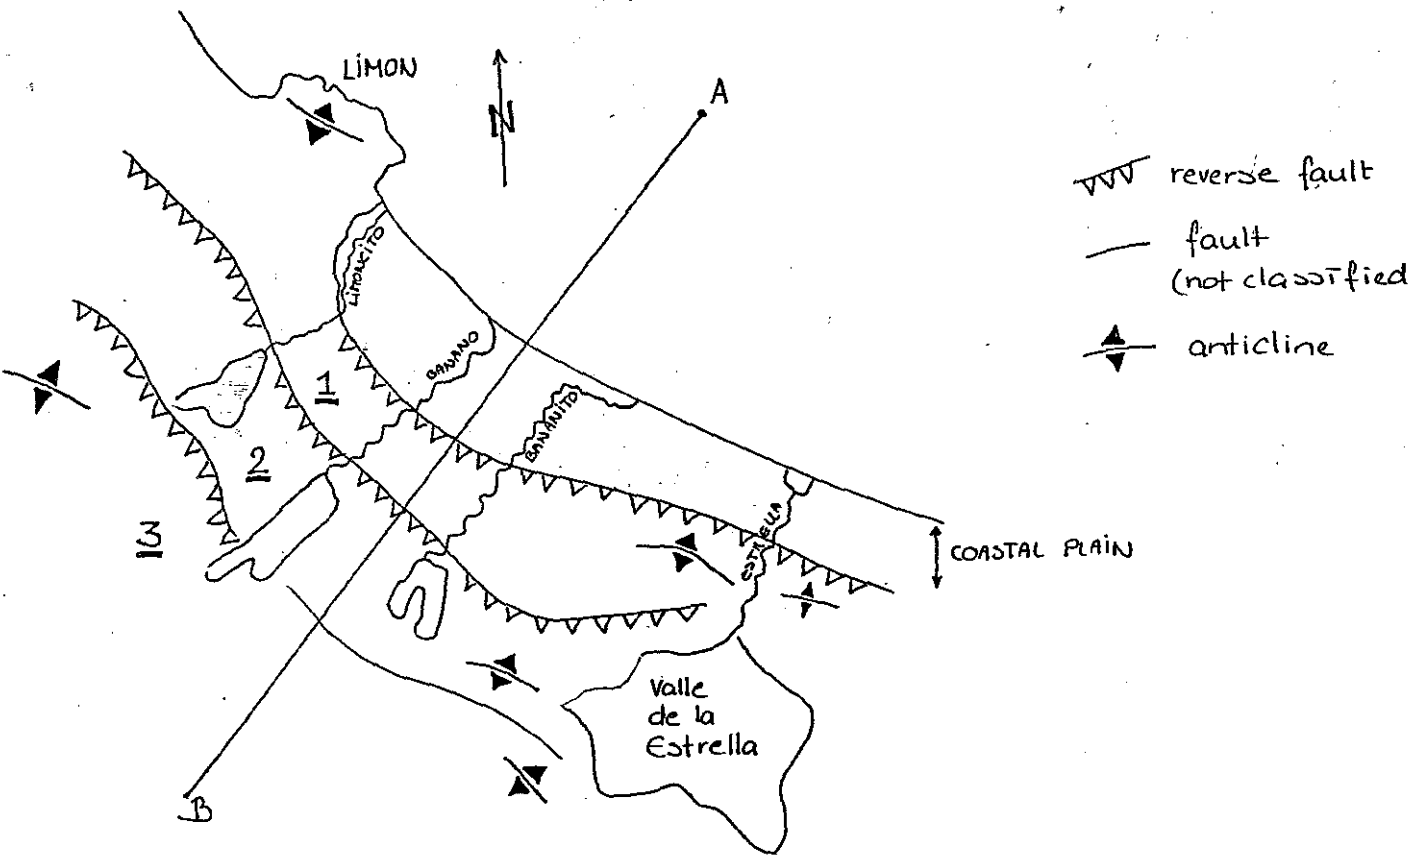 LiMON
N
A
reverse fault
fault
(not classified
anticline
LiMONCiTO
BANANO
BANANITO
ESTRELLA
1
2
3
COASTAL PLAiN
Valle
de la
Estrella
B